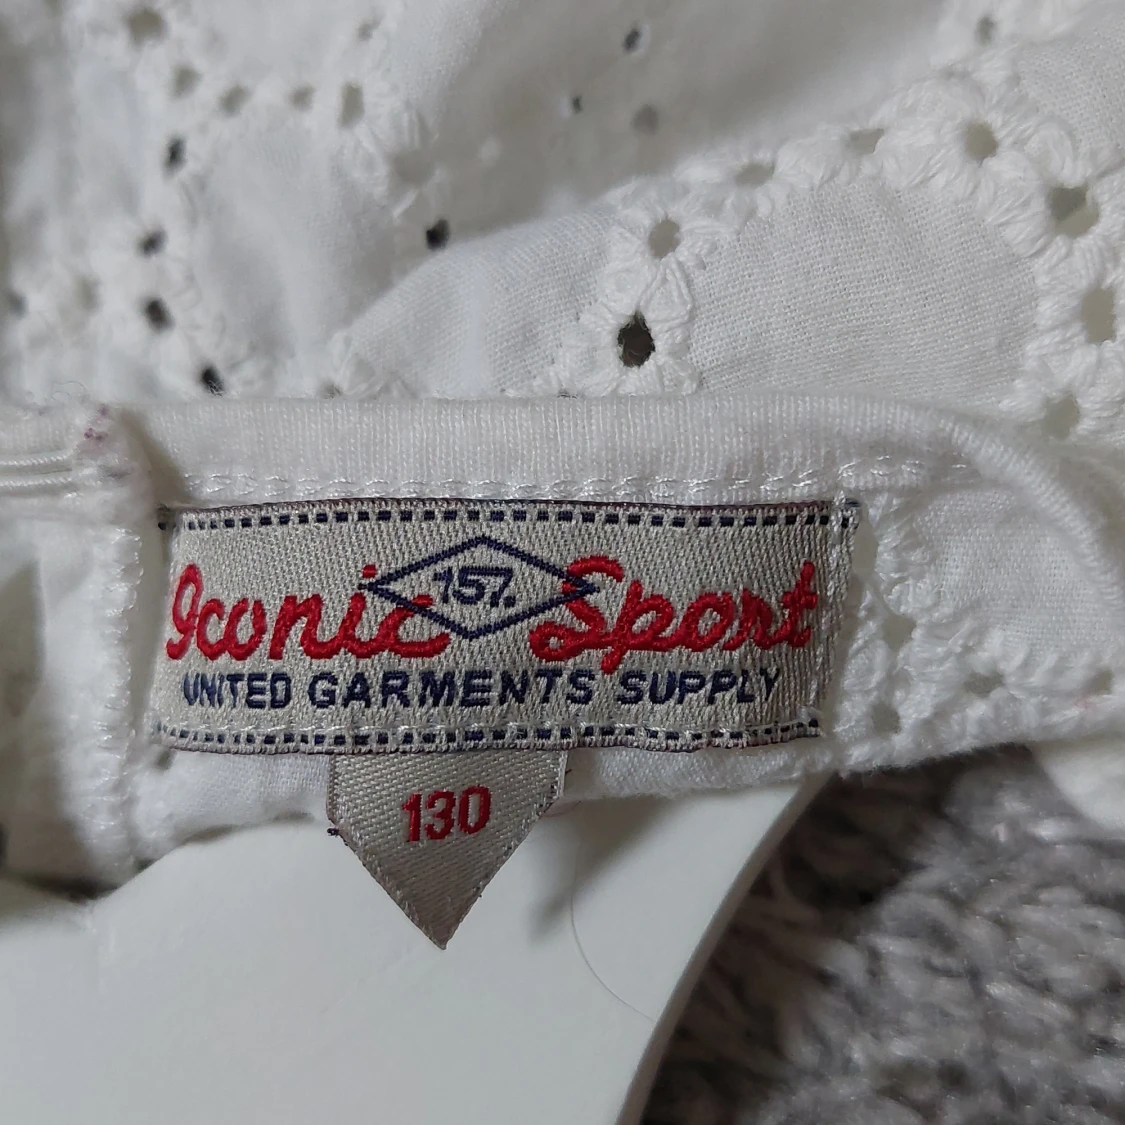 Iconic 157. Sport
UNITED GARMENTS SUPPLY
130